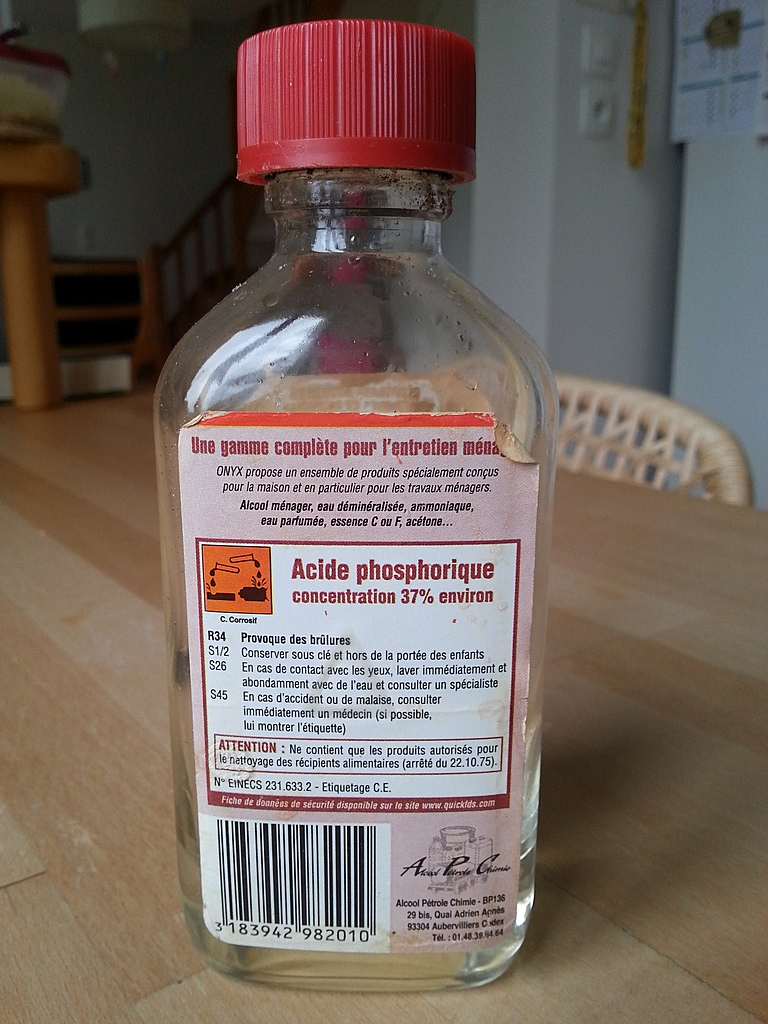 Une gamme complète pour l'entretien
ONYX propose un ensemble de produits spécialement conçus
pour la maison et en particulier pour les travaux ménagers.
Alcool ménager, eau déminéralisée, ammoniaque,
eau parfumée, essence C ou F, acétone...
Acide phosphorique
concentration 37% environ
C. Corrosif
R34 Provoque des brûlures
S1/2 Conserver sous clé et hors de la portée des enfants
S26 En cas de contact avec les yeux, laver immédiatement et
abondamment avec de l'eau et consulter un spécialiste
S45 En cas d'accident ou de malaise, consulter
immédiatement un médecin (si possible,
lui montrer l'étiquette)
ATTENTION : Ne contient que les produits autorisés pour
le nettoyage des récipients alimentaires (arrêté du 22.10.75).
N° EINECS 231.633.2 - Etiquetage C.E.
Fiche de données de sécurité disponible sur le site www.quickfds.com
Alcool Pétrole Chimie
Alcool Pétrole Chimie - BP136
29 bis, Quai Adrien Agnès
93304 Aubervilliers Cedex
Tél. : 01.48.39.64.64
3 183942 982010